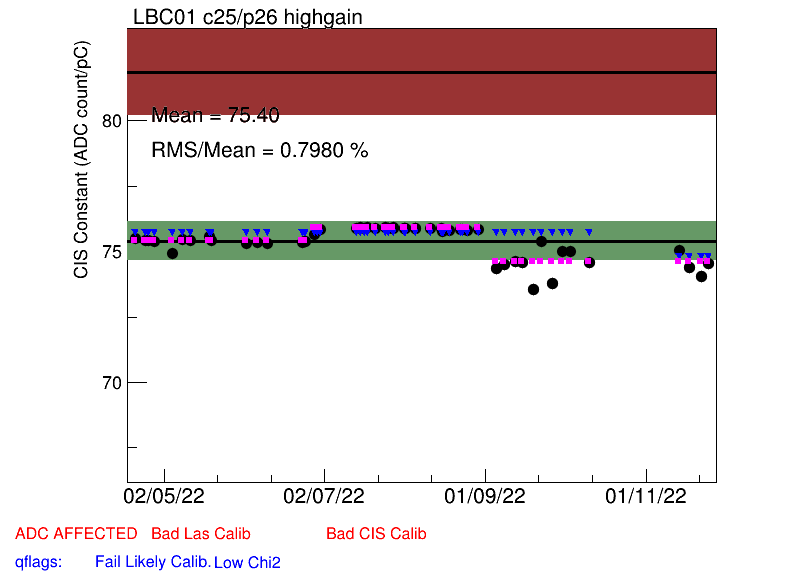 LBC01 c25/p26 highgain
CIS Constant (ADC count/pC)
Mean = 75.40
RMS/Mean = 0.7980 %
80
75
70
02/05/22 02/07/22 01/09/22 01/11/22
ADC AFFECTED Bad Las Calib Bad CIS Calib
qflags: Fail Likely Calib. Low Chi2